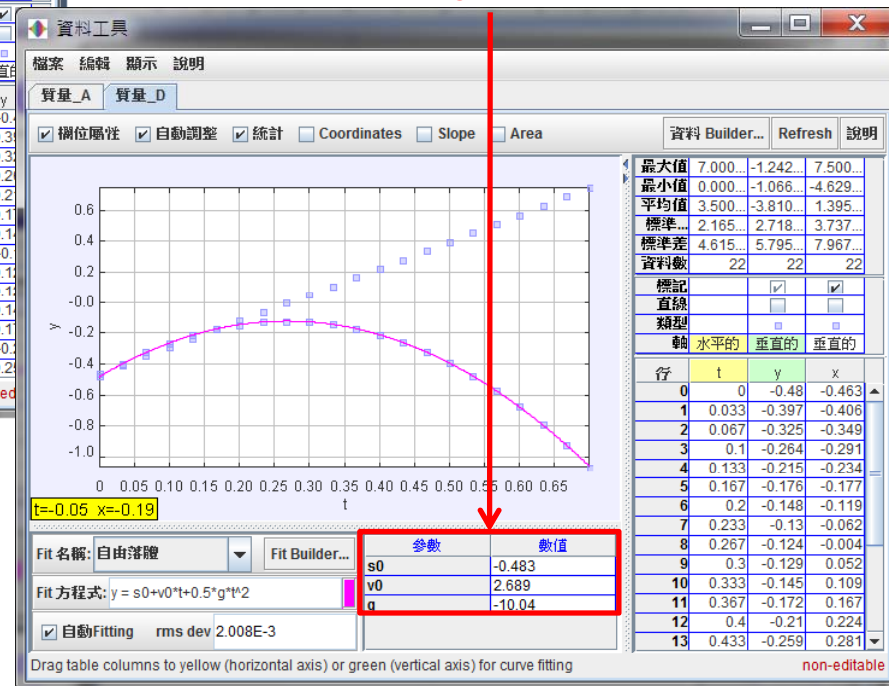 資料工具
檔案 編輯 顯示 說明
質量_A 質量_D
欄位屬性 自動調整 統計 Coordinates Slope Area 資料 Builder... Refresh 說明
最大值 7.000... -1.242... 7.500...
最小值 0.000... -1.066... -4.629...
平均值 3.500... -3.810... 1.395...
標準... 2.165... 2.718... 3.737...
標準差 4.615... 5.795... 7.967...
資料數 22 22 22
標記
直線
類型
軸 水平的 垂直的 垂直的
行 t y x
0 0 -0.48 -0.463
1 0.033 -0.397 -0.406
2 0.067 -0.325 -0.349
3 0.1 -0.264 -0.291
4 0.133 -0.215 -0.234
5 0.167 -0.176 -0.177
6 0.2 -0.148 -0.119
7 0.233 -0.13 -0.062
8 0.267 -0.124 -0.004
9 0.3 -0.129 0.052
10 0.333 -0.145 0.109
11 0.367 -0.172 0.167
12 0.4 -0.21 0.224
13 0.433 -0.259 0.281
0.6
0.4
0.2
-0.0
y
-0.2
-0.4
-0.6
-0.8
-1.0
0 0.05 0.10 0.15 0.20 0.25 0.30 0.35 0.40 0.45 0.50 0.55 0.60 0.65
t
t=-0.05 x=-0.19
Fit 名稱: 自由落體 Fit Builder...
Fit 方程式: y = s0+v0*t+0.5*g*t^2
自動Fitting rms dev 2.008E-3
參數 數值
s0 -0.483
v0 2.689
g -10.04
Drag table columns to yellow (horizontal axis) or green (vertical axis) for curve fitting non-editable